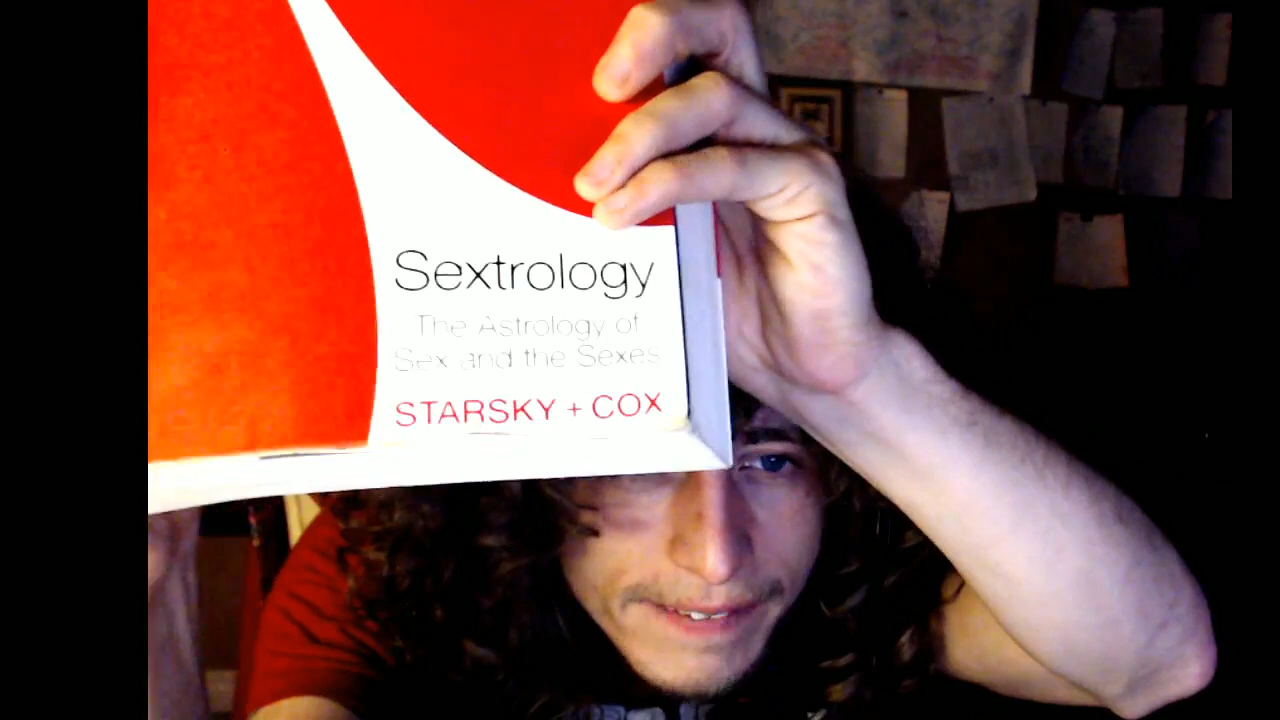 Sextrology
The Astrology of
Sex and the Sexes
STARSKY + COX